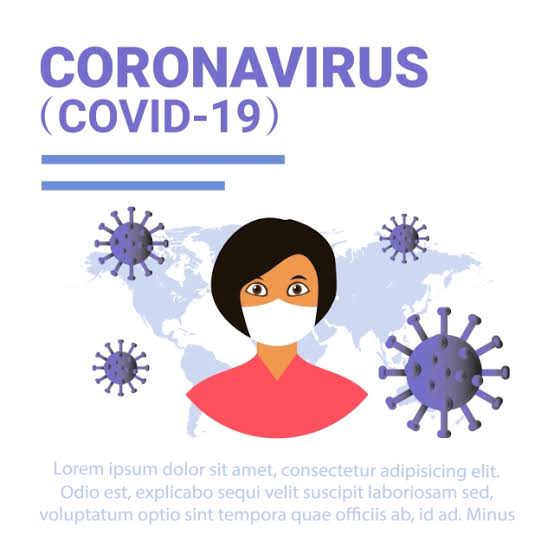 CORONAVIRUS
(COVID-19)
Lorem ipsum dolor sit amet, consectetur adipisicing elit.
Odio est, explicabo sequi velit suscipit laboriosam sed,
voluptatum optio sint tempora quae officiis ab, id ad. Minus